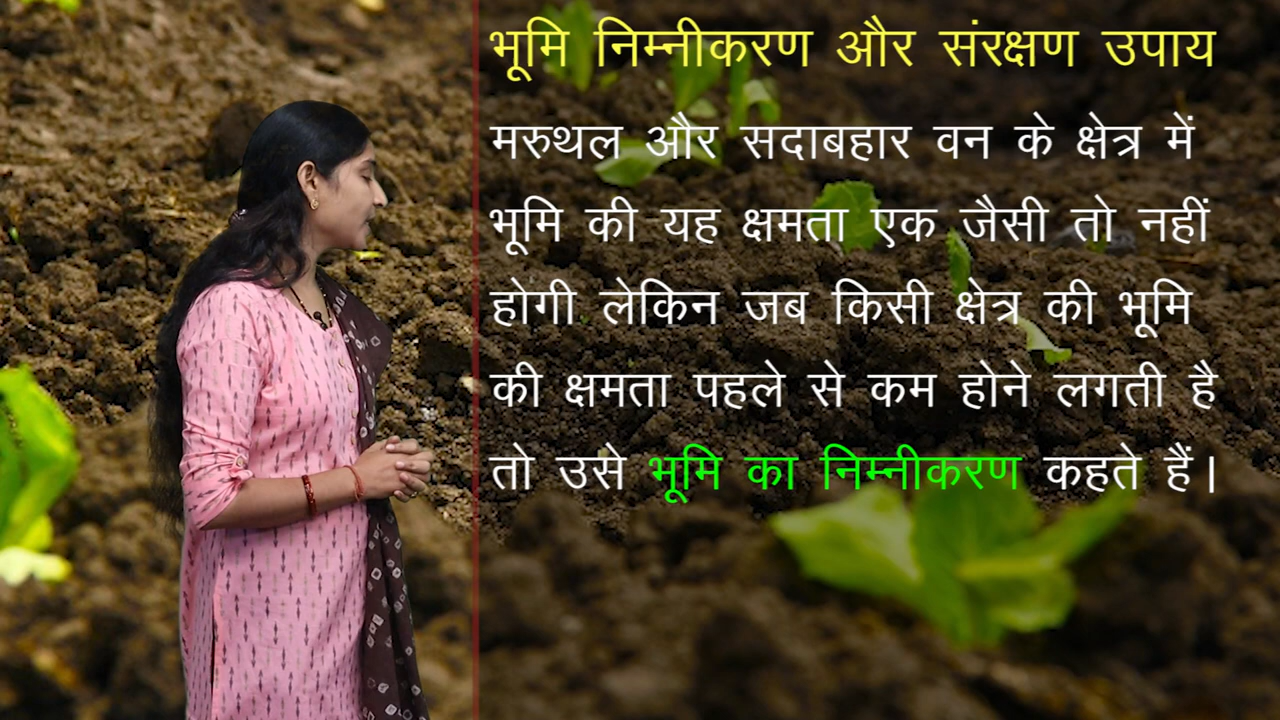 भूमि निम्नीकरण और संरक्षण उपाय
मरुथल और सदाबहार वन के क्षेत्र में
भूमि की यह क्षमता एक जैसी तो नहीं
होगी लेकिन जब किसी क्षेत्र की भूमि
की क्षमता पहले से कम होने लगती है
तो उसे भूमि का निम्नीकरण कहते हैं।